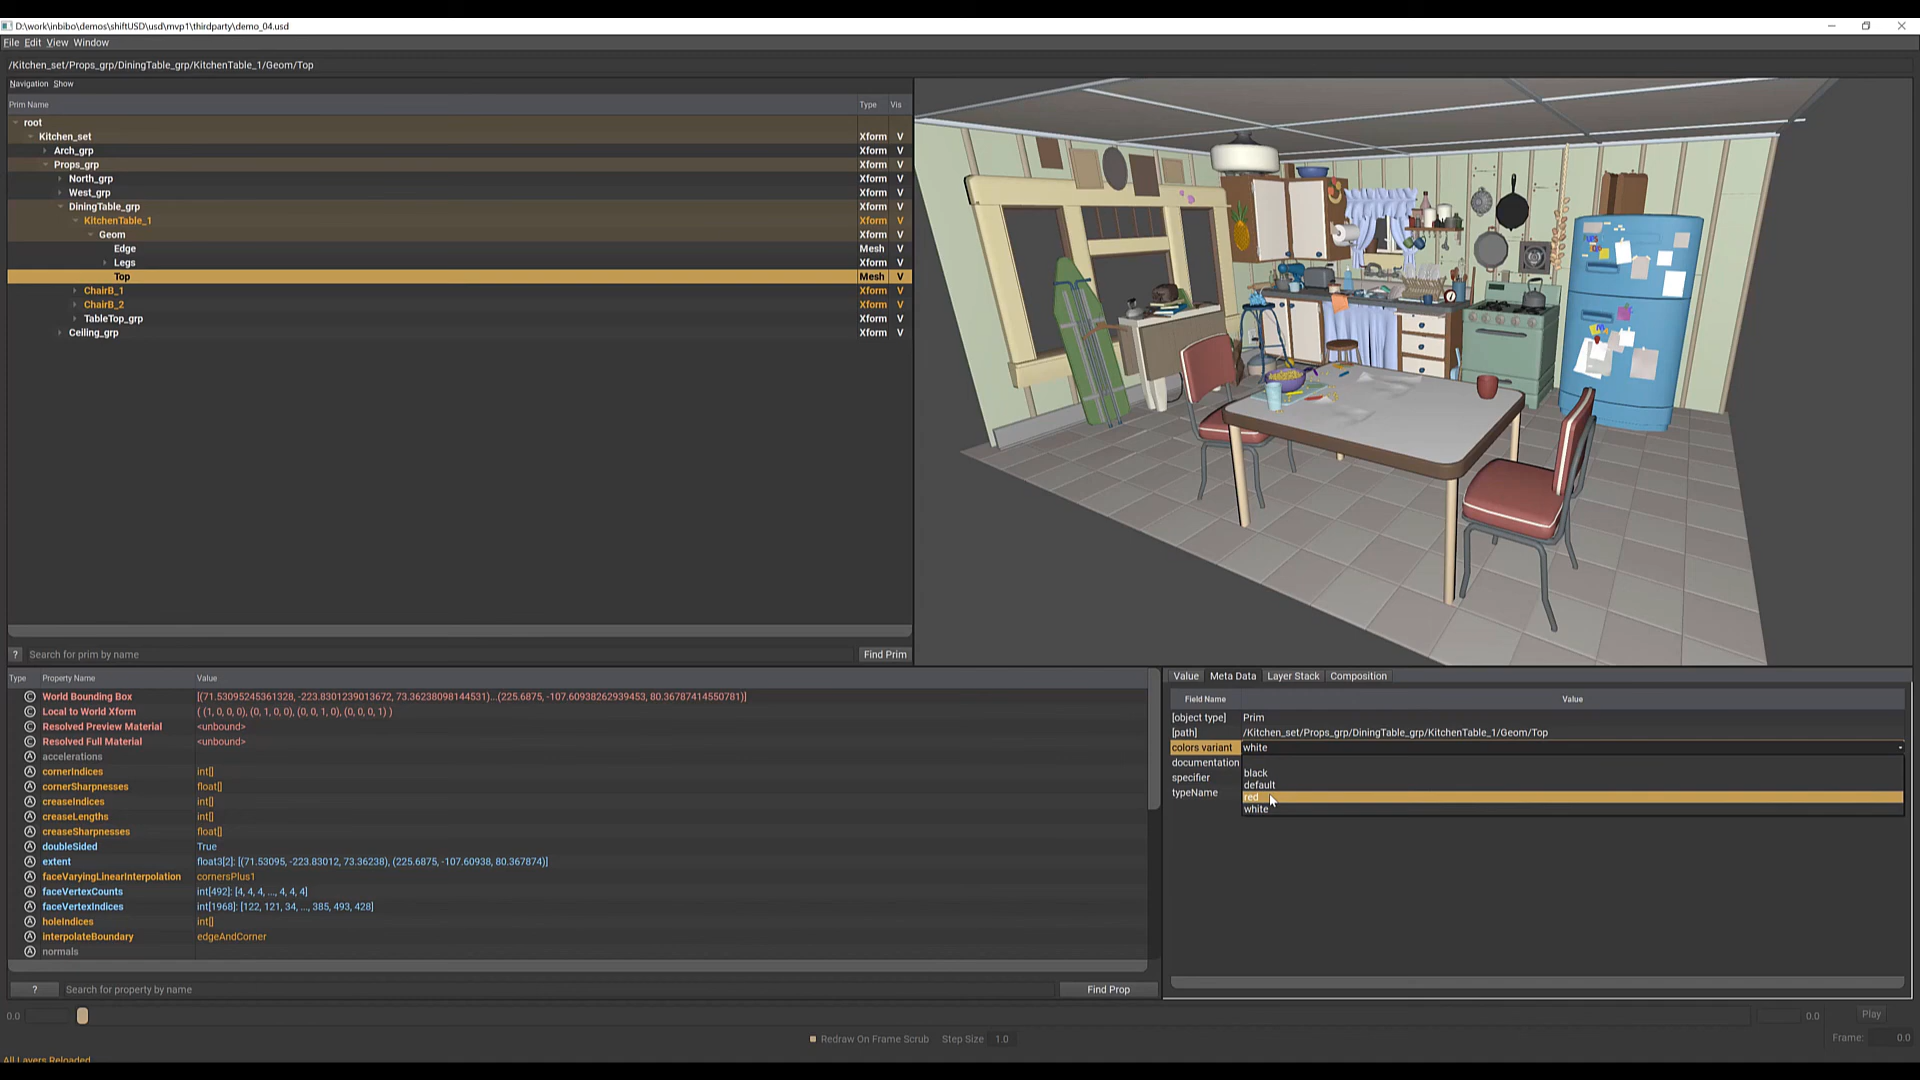 D:\work\inbibo\demos\shiftUSD\usd\mvp1\thirdparty\demo_04.usd
File Edit View Window
/Kitchen_set/Props_grp/DiningTable_grp/KitchenTable_1/Geom/Top
Navigation Show
Prim Name Type Vis
root
Kitchen_set Xform V
Arch_grp Xform V
Props_grp Xform V
North_grp Xform V
West_grp Xform V
DiningTable_grp Xform V
KitchenTable_1 Xform V
Geom Xform V
Edge Mesh V
Legs Xform V
Top Mesh V
ChairB_1 Xform V
ChairB_2 Xform V
TableTop_grp Xform V
Ceiling_grp Xform V
? Search for prim by name Find Prim
Type Property Name Value
C World Bounding Box [(71.53095245361328, -223.8301239013672, 73.36238098144531)...(225.6875, -107.60938262939453, 80.36787414550781)]
C Local to World Xform ( (1, 0, 0, 0), (0, 1, 0, 0), (0, 0, 1, 0), (0, 0, 0, 1) )
C Resolved Preview Material <unbound>
C Resolved Full Material <unbound>
A accelerations
A cornerIndices int[]
A cornerSharpnesses float[]
A creaseIndices int[]
A creaseLengths int[]
A creaseSharpnesses float[]
A doubleSided True
A extent float3[2]: [(71.53095, -223.83012, 73.36238), (225.6875, -107.60938, 80.367874)]
A faceVaryingLinearInterpolation cornersPlus1
A faceVertexCounts int[492]: [4, 4, 4, ..., 4, 4, 4]
A faceVertexIndices int[1968]: [122, 121, 34, ..., 385, 493, 428]
A holeIndices int[]
A interpolateBoundary edgeAndCorner
A normals
? Search for property by name Find Prop
Value Meta Data Layer Stack Composition
Field Name Value
[object type] Prim
[path] /Kitchen_set/Props_grp/DiningTable_grp/KitchenTable_1/Geom/Top
colors variant white
documentation
specifier
typeName
black
default
red
white
0.0 0.0 Play
Redraw On Frame Scrub Step Size 1.0 Frame: 0.0
All Layers Reloaded